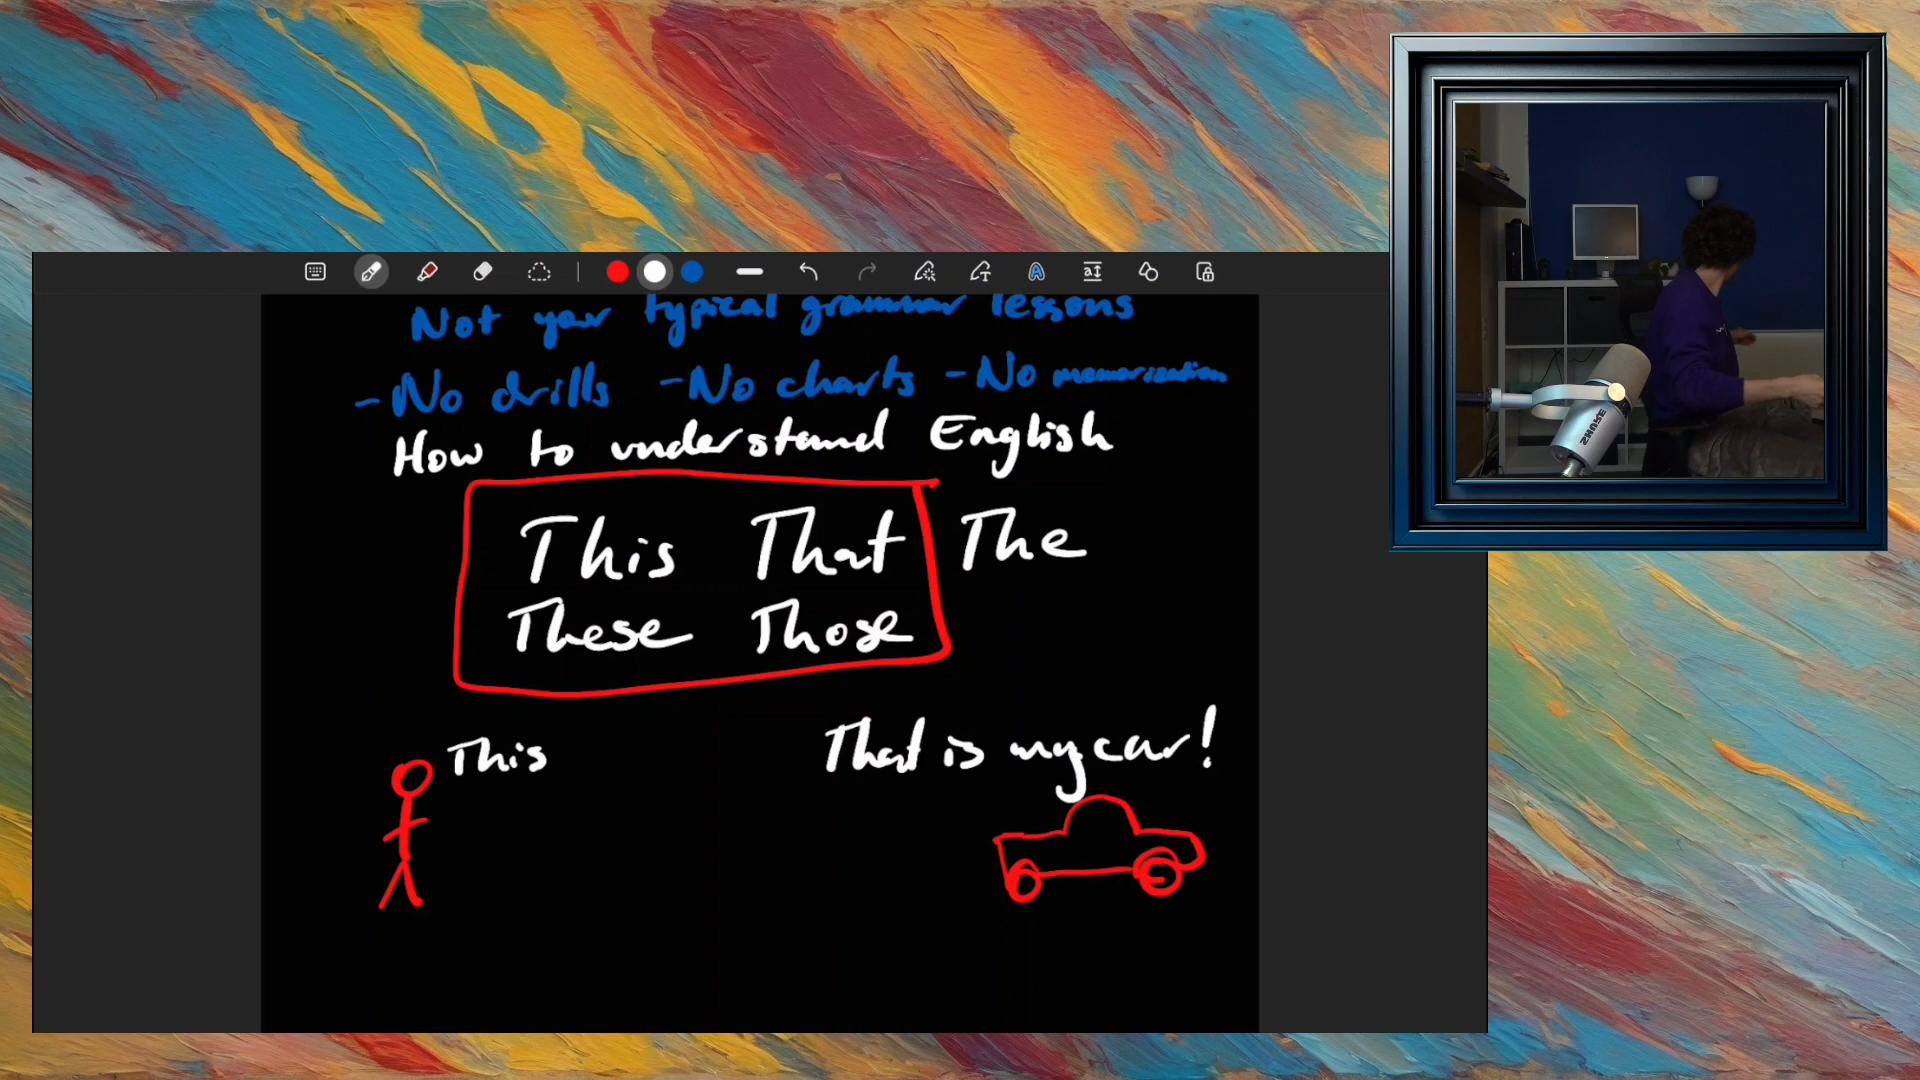 Not your typical grammar lessons
- No drills - No charts - No memorization
How to understand English
This That The
These Those
This That is my car!
SHURE